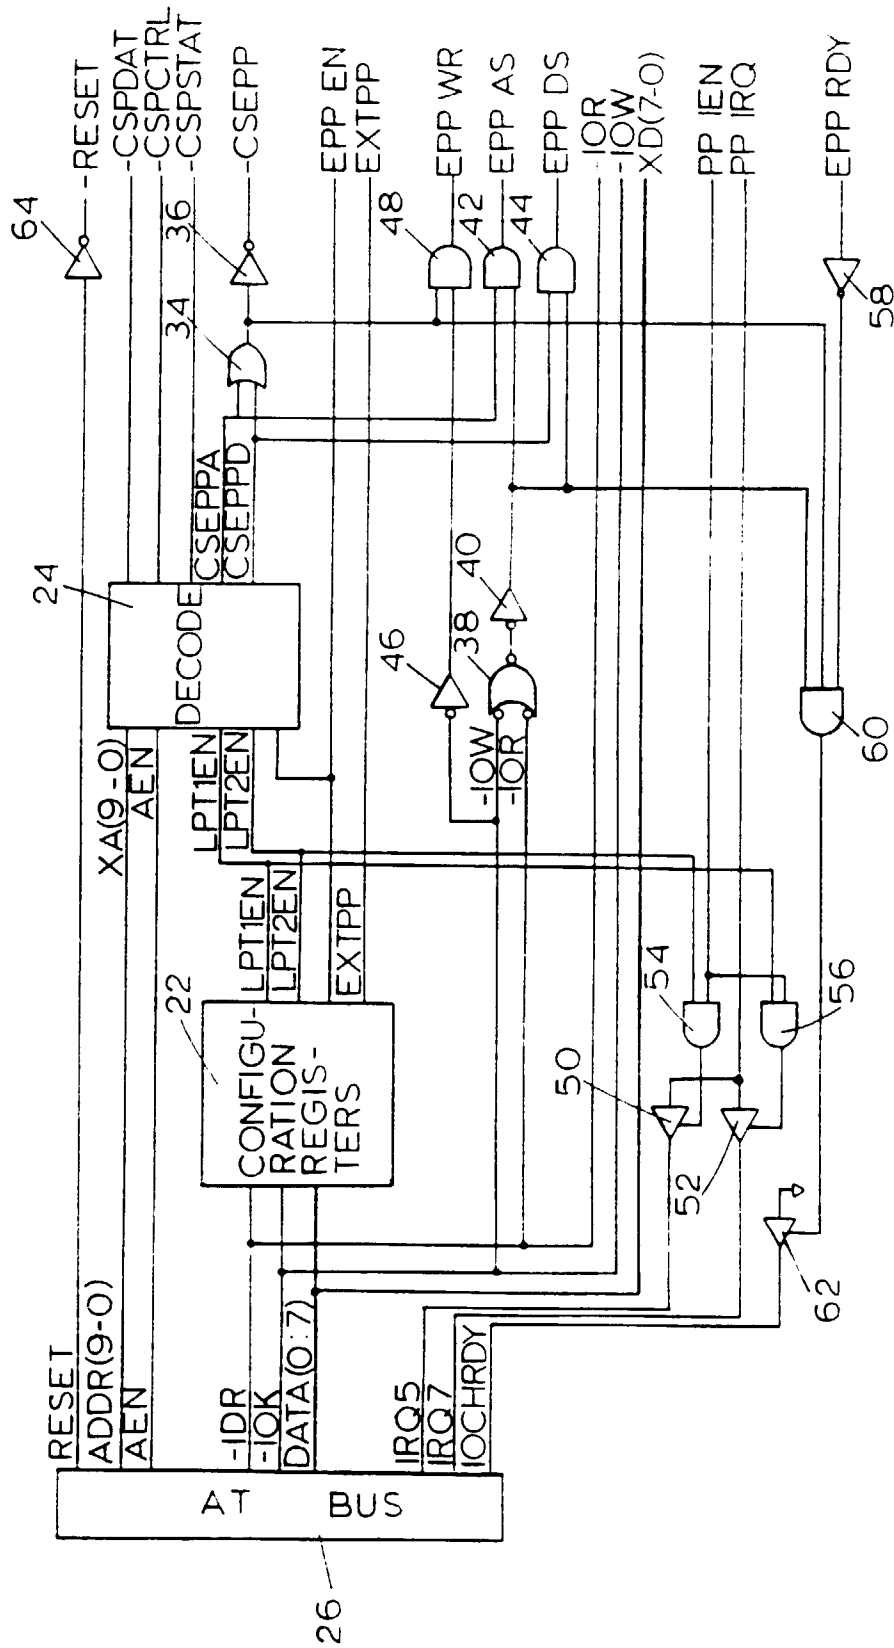 RESET
ADDR(9-0)
AEN
-IDR
-IOK
DATA(0:7)
IRQ5
IRQ7
IOCHRDY
AT BUS
26
22
CONFIGU-
RATION
REGIS-
TERS
LPT1EN
LPT2EN
EXTPP
XA(9-0)
AEN
LPT1EN
LPT2EN
24
DECODE
CSEPPA
CSEPPD
-IOW
-IOR
46
38
40
34
36
64
48
42
44
50
52
54
56
62
60
58
-RESET
-CSPDAT
-CSPCTRL
-CSPSTAT
-CSEPP
EPP EN
EXTPP
EPP WR
EPP AS
EPP DS
-IOR
-IOW
XD(7-0)
PP IEN
PP IRQ
EPP RDY